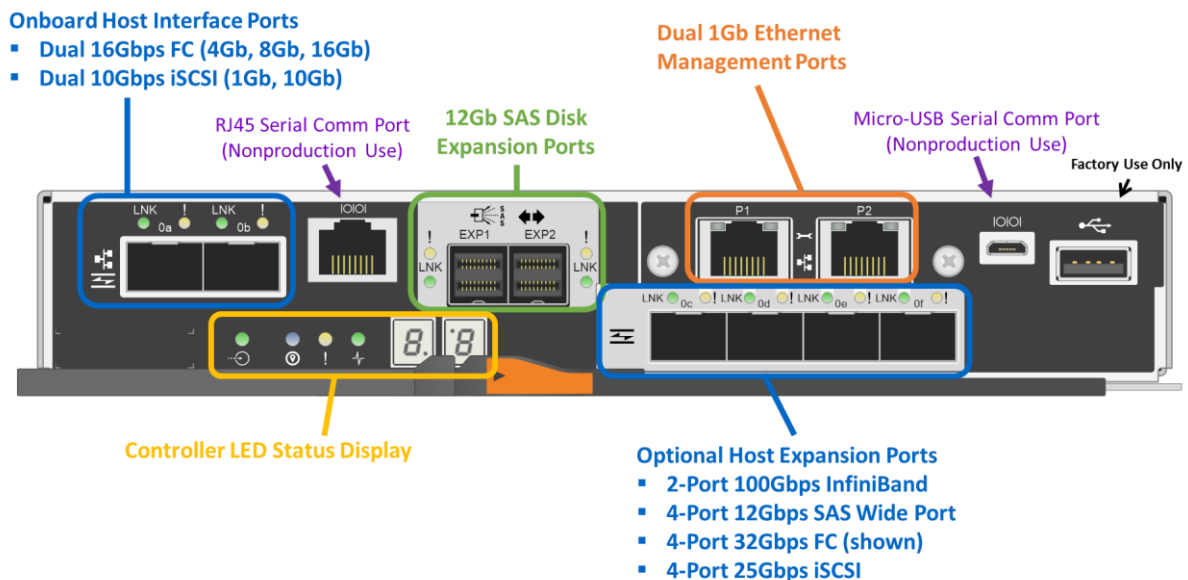 Onboard Host Interface Ports
▪ Dual 16Gbps FC (4Gb, 8Gb, 16Gb)
▪ Dual 10Gbps iSCSI (1Gb, 10Gb)
Dual 1Gb Ethernet
Management Ports
RJ45 Serial Comm Port
(Nonproduction Use)
12Gb SAS Disk
Expansion Ports
Micro-USB Serial Comm Port
(Nonproduction Use)
Factory Use Only
LNK ! LNK !
0a 0b
IOIOI
SAS
EXP1 EXP2
! !
LNK LNK
P1 P2
IOIOI
LNK 0c ! LNK 0d ! LNK 0e ! LNK 0f !
!
8. 8
Controller LED Status Display
Optional Host Expansion Ports
▪ 2-Port 100Gbps InfiniBand
▪ 4-Port 12Gbps SAS Wide Port
▪ 4-Port 32Gbps FC (shown)
▪ 4-Port 25Gbps iSCSI